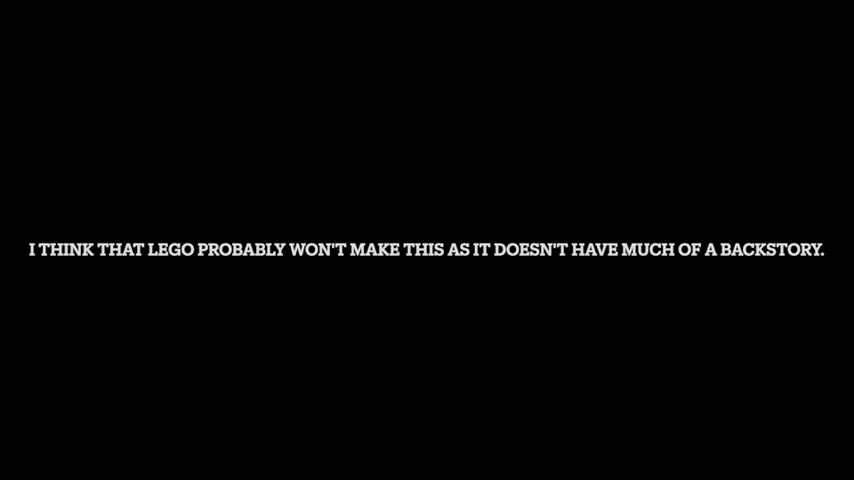 I THINK THAT LEGO PROBABLY WON'T MAKE THIS AS IT DOESN'T HAVE MUCH OF A BACKSTORY.